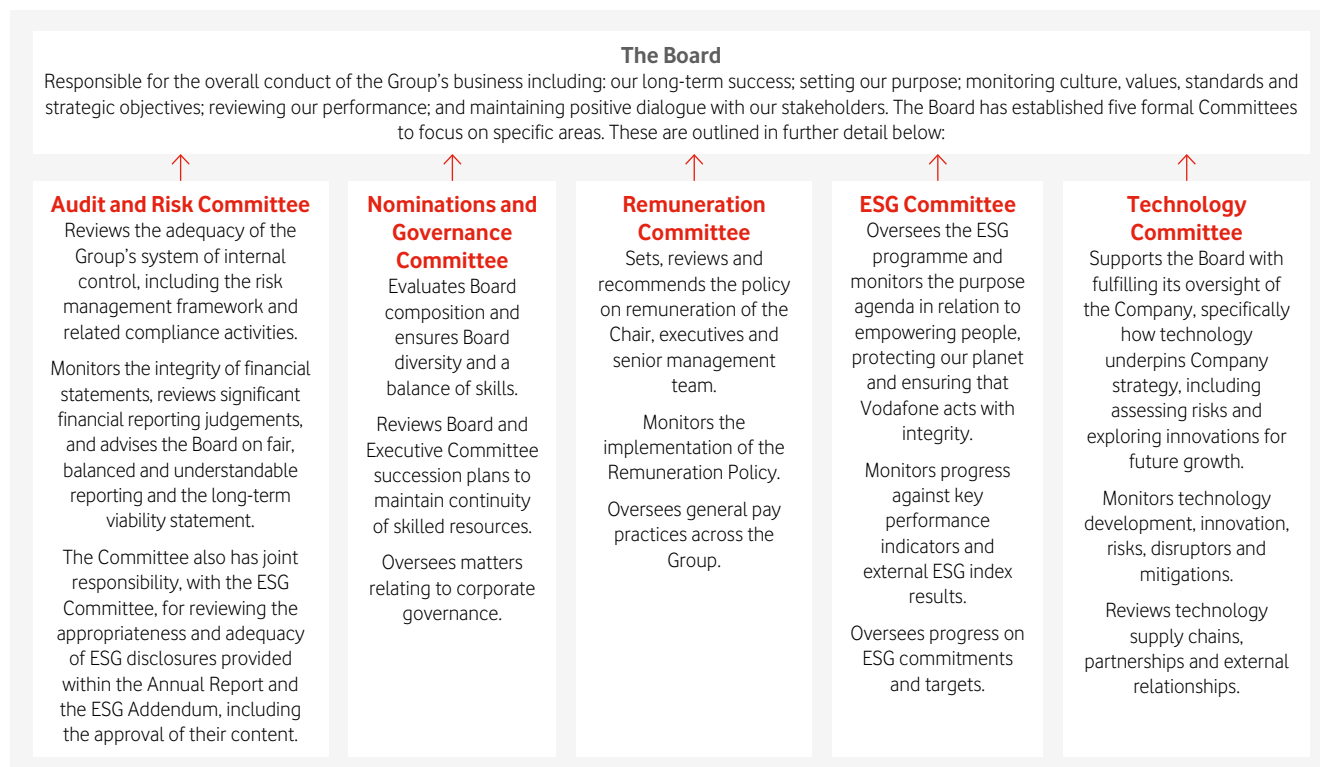 The Board
Responsible for the overall conduct of the Group’s business including: our long-term success; setting our purpose; monitoring culture, values, standards and
strategic objectives; reviewing our performance; and maintaining positive dialogue with our stakeholders. The Board has established five formal Committees
to focus on specific areas. These are outlined in further detail below:
Audit and Risk Committee
Reviews the adequacy of the
Group’s system of internal
control, including the risk
management framework and
related compliance activities.
Monitors the integrity of financial
statements, reviews significant
financial reporting judgements,
and advises the Board on fair,
balanced and understandable
reporting and the long-term
viability statement.
The Committee also has joint
responsibility, with the ESG
Committee, for reviewing the
appropriateness and adequacy
of ESG disclosures provided
within the Annual Report and
the ESG Addendum, including
the approval of their content.
Nominations and
Governance
Committee
Evaluates Board
composition and
ensures Board
diversity and a
balance of skills.
Reviews Board and
Executive Committee
succession plans to
maintain continuity
of skilled resources.
Oversees matters
relating to corporate
governance.
Remuneration
Committee
Sets, reviews and
recommends the policy
on remuneration of the
Chair, executives and
senior management
team.
Monitors the
implementation of the
Remuneration Policy.
Oversees general pay
practices across the
Group.
ESG Committee
Oversees the ESG
programme and
monitors the purpose
agenda in relation to
empowering people,
protecting our planet
and ensuring that
Vodafone acts with
integrity.
Monitors progress
against key
performance
indicators and
external ESG index
results.
Oversees progress on
ESG commitments
and targets.
Technology
Committee
Supports the Board with
fulfilling its oversight of
the Company, specifically
how technology
underpins Company
strategy, including
assessing risks and
exploring innovations for
future growth.
Monitors technology
development, innovation,
risks, disruptors and
mitigations.
Reviews technology
supply chains,
partnerships and external
relationships.